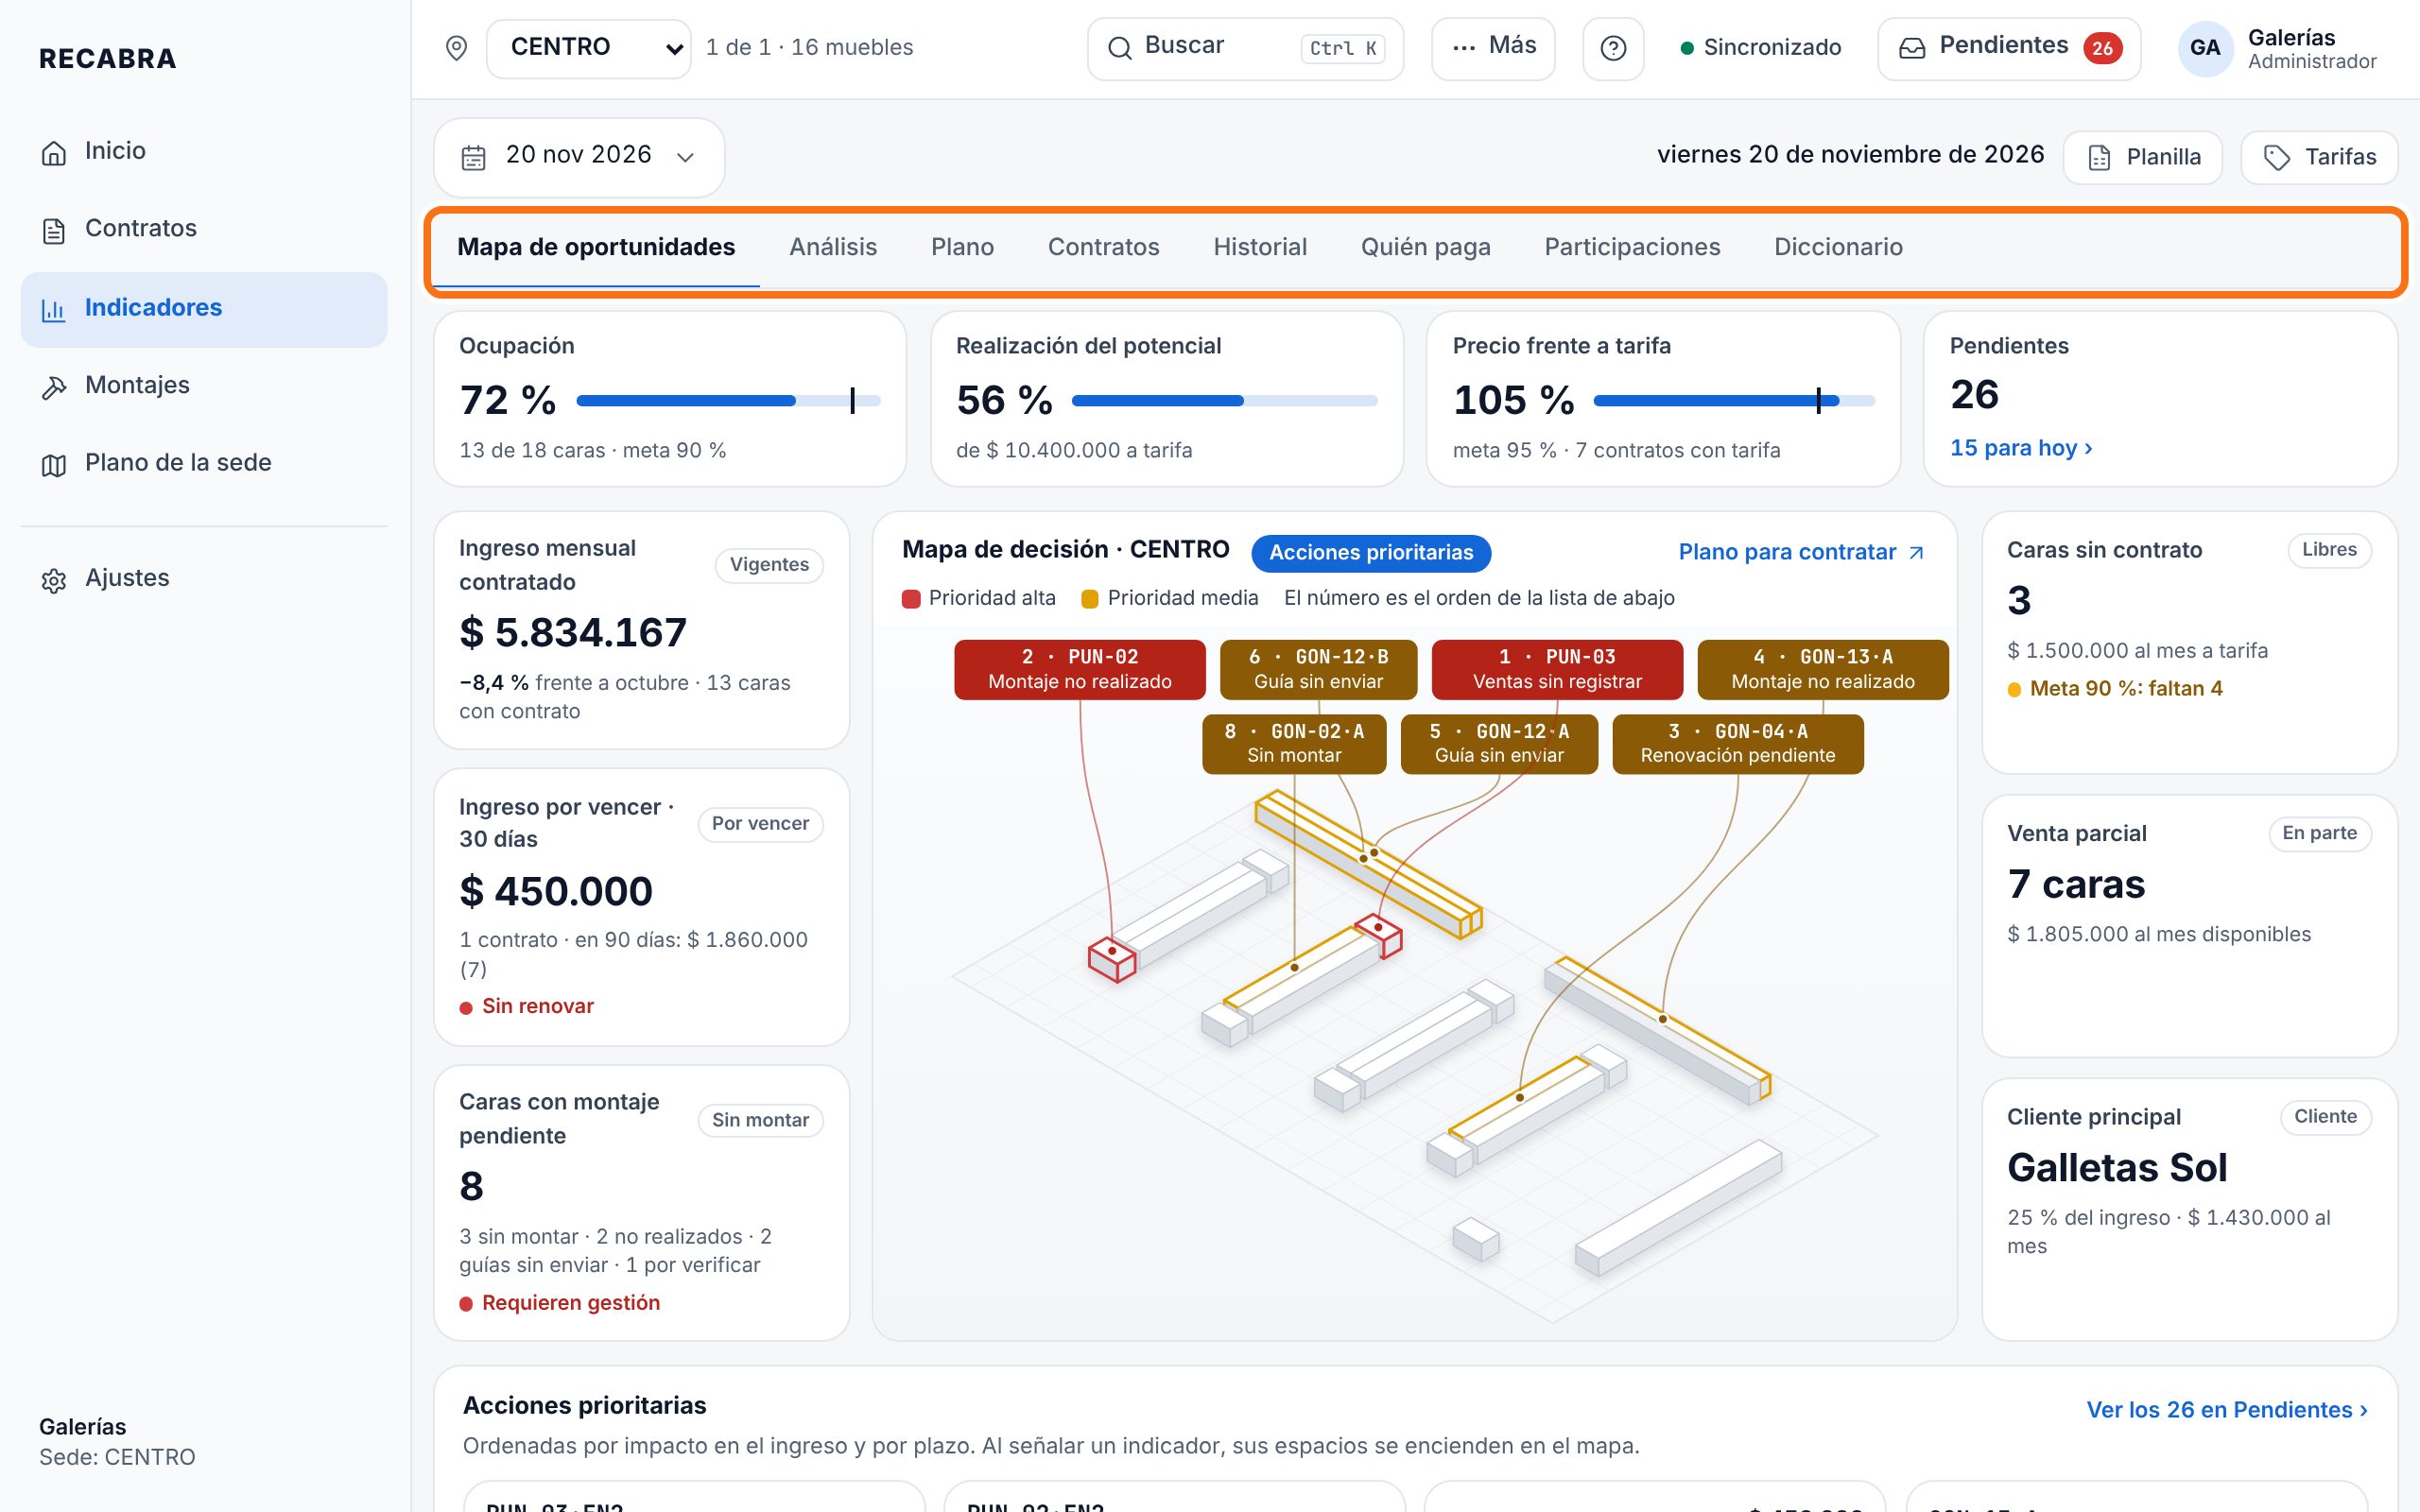 RECABRA
CENTRO
1 de 1 · 16 muebles
Buscar
Ctrl K
Más
Sincronizado
Pendientes
26
GA
Galerías
Administrador
Inicio
Contratos
Indicadores
Montajes
Plano de la sede
Ajustes
Galerías
Sede: CENTRO
20 nov 2026
viernes 20 de noviembre de 2026
Planilla
Tarifas
Mapa de oportunidades
Análisis
Plano
Contratos
Historial
Quién paga
Participaciones
Diccionario
Ocupación
72 %
13 de 18 caras · meta 90 %
Realización del potencial
56 %
de $ 10.400.000 a tarifa
Precio frente a tarifa
105 %
meta 95 % · 7 contratos con tarifa
Pendientes
26
15 para hoy ›
Ingreso mensual
contratado
Vigentes
$ 5.834.167
−8,4 % frente a octubre · 13 caras
con contrato
Ingreso por vencer ·
30 días
Por vencer
$ 450.000
1 contrato · en 90 días: $ 1.860.000
(7)
Sin renovar
Caras con montaje
pendiente
Sin montar
8
3 sin montar · 2 no realizados · 2
guías sin enviar · 1 por verificar
Requieren gestión
Mapa de decisión · CENTRO
Acciones prioritarias
Plano para contratar
Prioridad alta
Prioridad media
El número es el orden de la lista de abajo
2 · PUN-02
Montaje no realizado
6 · GON-12·B
Guía sin enviar
1 · PUN-03
Ventas sin registrar
4 · GON-13·A
Montaje no realizado
8 · GON-02·A
Sin montar
5 · GON-12·A
Guía sin enviar
3 · GON-04·A
Renovación pendiente
Caras sin contrato
Libres
3
$ 1.500.000 al mes a tarifa
Meta 90 %: faltan 4
Venta parcial
En parte
7 caras
$ 1.805.000 al mes disponibles
Cliente principal
Cliente
Galletas Sol
25 % del ingreso · $ 1.430.000 al
mes
Acciones prioritarias
Ver los 26 en Pendientes ›
Ordenadas por impacto en el ingreso y por plazo. Al señalar un indicador, sus espacios se encienden en el mapa.